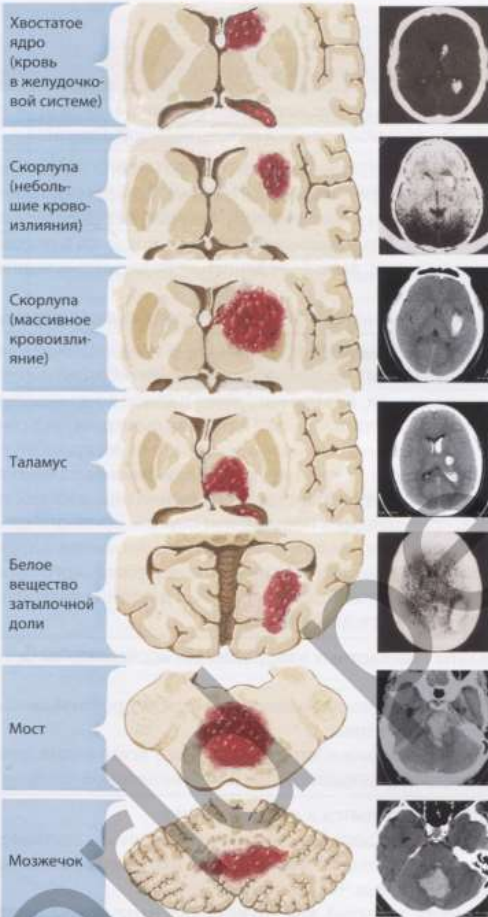 Хвостатое
ядро
(кровь
в желудочко-
вой системе)
Скорлупа
(неболь-
шие крово-
излияния)
Скорлупа
(массивное
кровоизли-
яние)
Таламус
Белое
вещество
затылочной
доли
Мост
Мозжечок